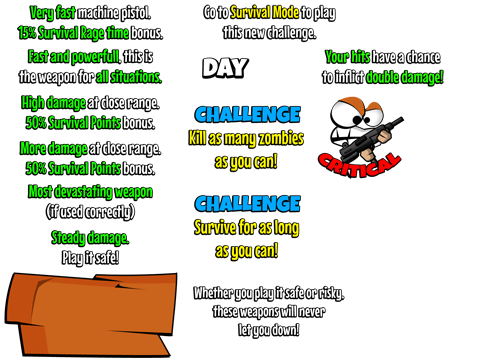 Very fast machine pistol.
15% Survival Rage time bonus.
Fast and powerfull, this is
the weapon for all situations.
High damage at close range.
50% Survival Points bonus.
More damage at close range.
50% Survival Points bonus.
Most devastating weapon
(if used correctly)
Steady damage.
Play it safe!
Go to Survival Mode to play
this new challenge.
DAY
CHALLENGE
Kill as many zombies
as you can!
CHALLENGE
Survive for as long
as you can!
Whether you play it safe or risky,
these weapons will never
let you down!
Your hits have a chance
to inflict double damage!
CRITICAL